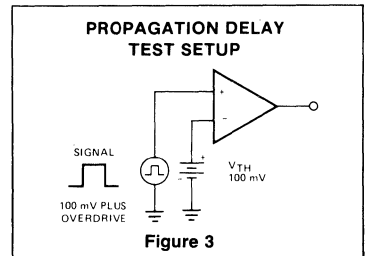 PROPAGATION DELAY
TEST SETUP
+
−
SIGNAL
+
−
V_TH
100 mV
100 mV PLUS
OVERDRIVE
Figure 3